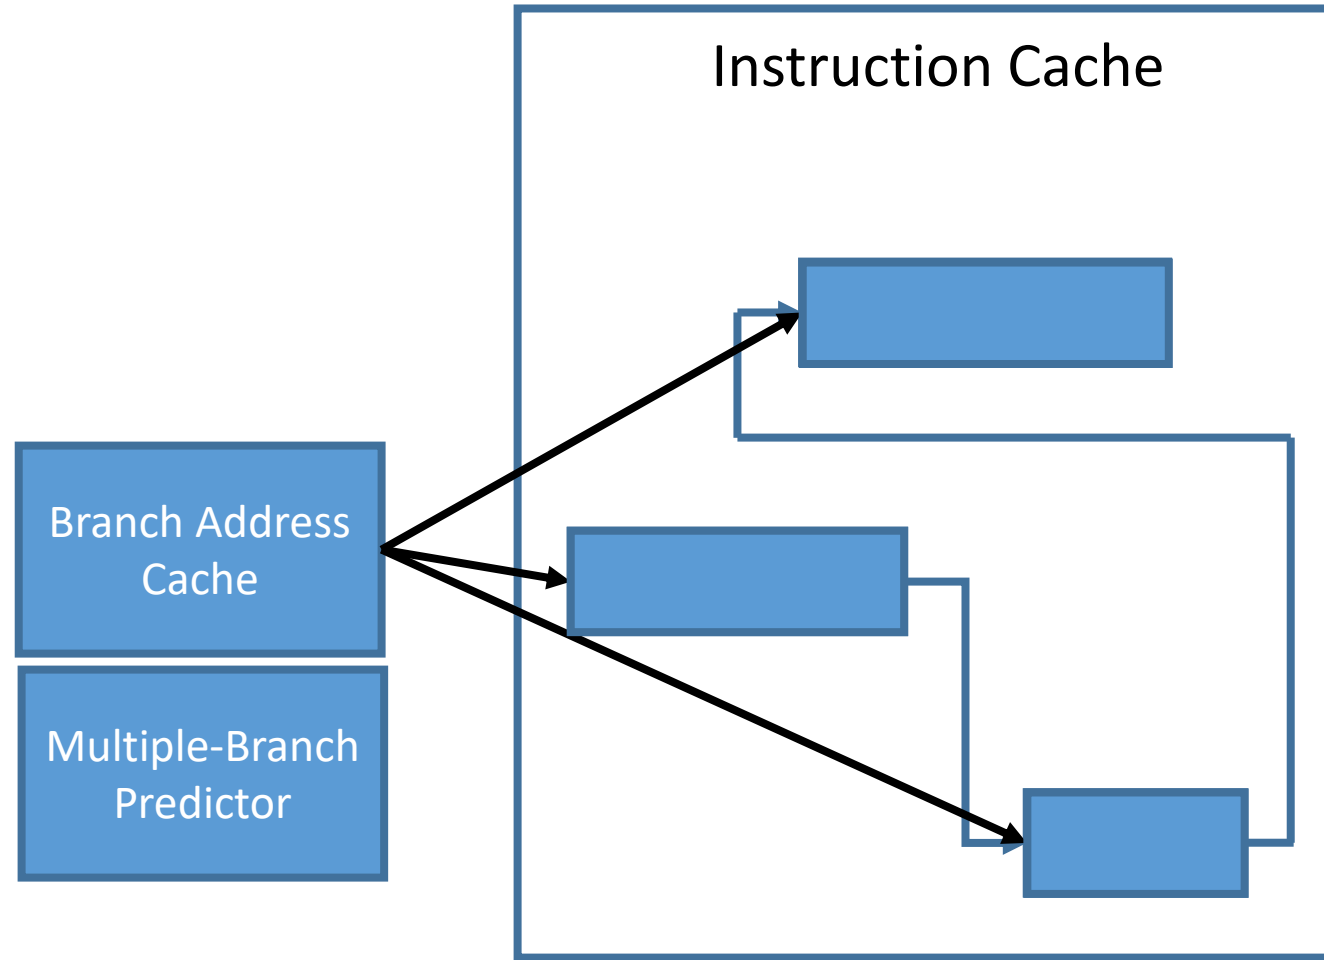 Instruction Cache
Branch Address
Cache
Multiple-Branch
Predictor